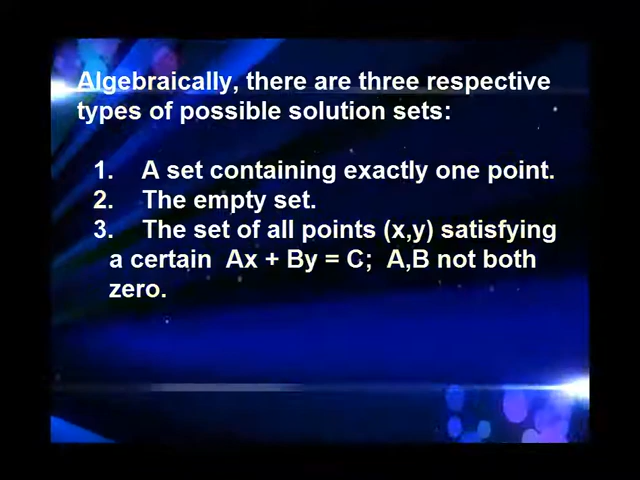 Algebraically, there are three respective
types of possible solution sets:
1. A set containing exactly one point.
2. The empty set.
3. The set of all points (x,y) satisfying
a certain Ax + By = C; A,B not both
zero.